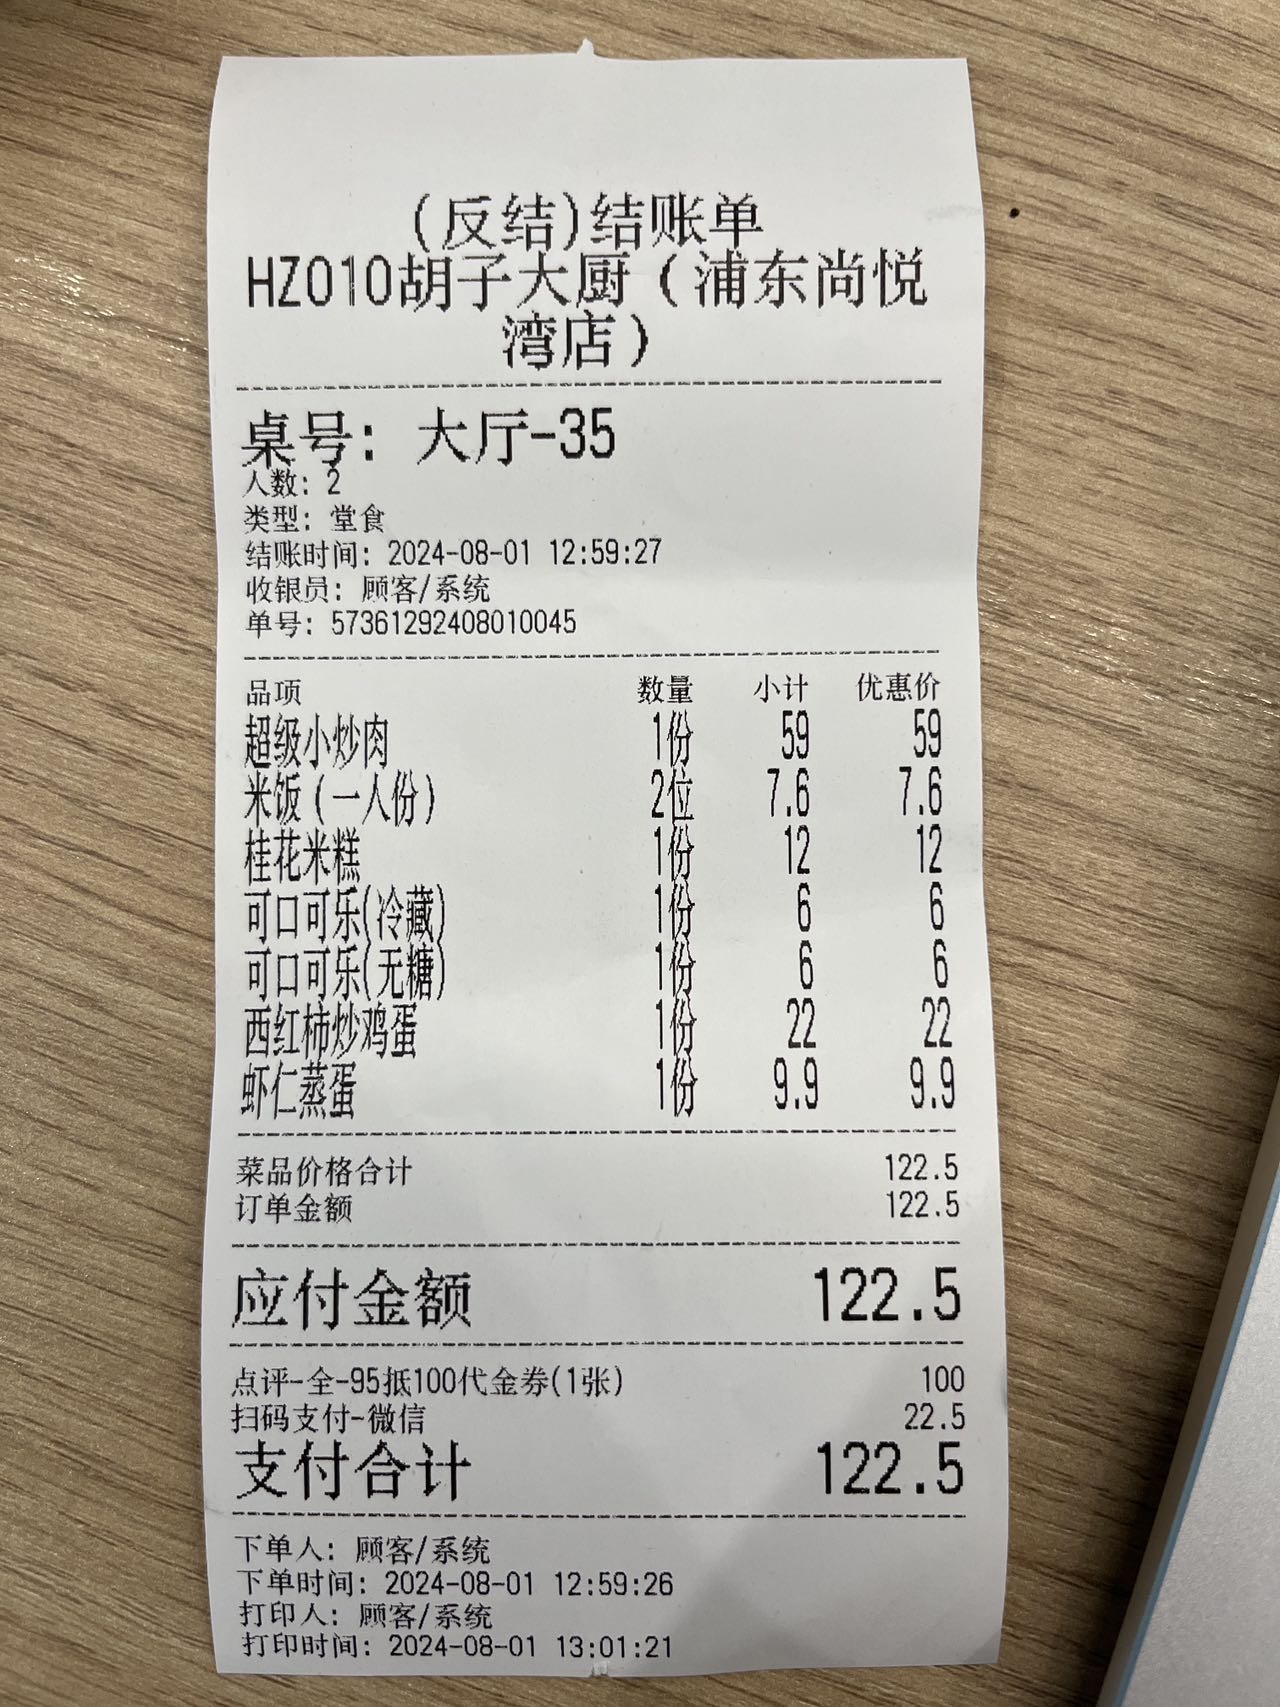 (反结)结账单
HZ010胡子大厨（浦东尚悦
湾店）
桌号: 大厅-35
人数: 2
类型: 堂食
结账时间: 2024-08-01 12:59:27
收银员: 顾客/系统
单号: 573612924080100​45
品项 数量 小计 优惠价
超级小炒肉 1份 59 59
米饭（一人份） 2位 7.6 7.6
桂花米糕 1份 12 12
可口可乐(冷藏) 1份 6 6
可口可乐(无糖) 1份 6 6
西红柿炒鸡蛋 1份 22 22
虾仁蒸蛋 1份 9.9 9.9
菜品价格合计 122.5
订单金额 122.5
应付金额 122.5
点评-全-95抵100代金券(1张) 100
扫码支付-微信 22.5
支付合计 122.5
下单人: 顾客/系统
下单时间: 2024-08-01 12:59:26
打印人: 顾客/系统
打印时间: 2024-08-01 13:01:21